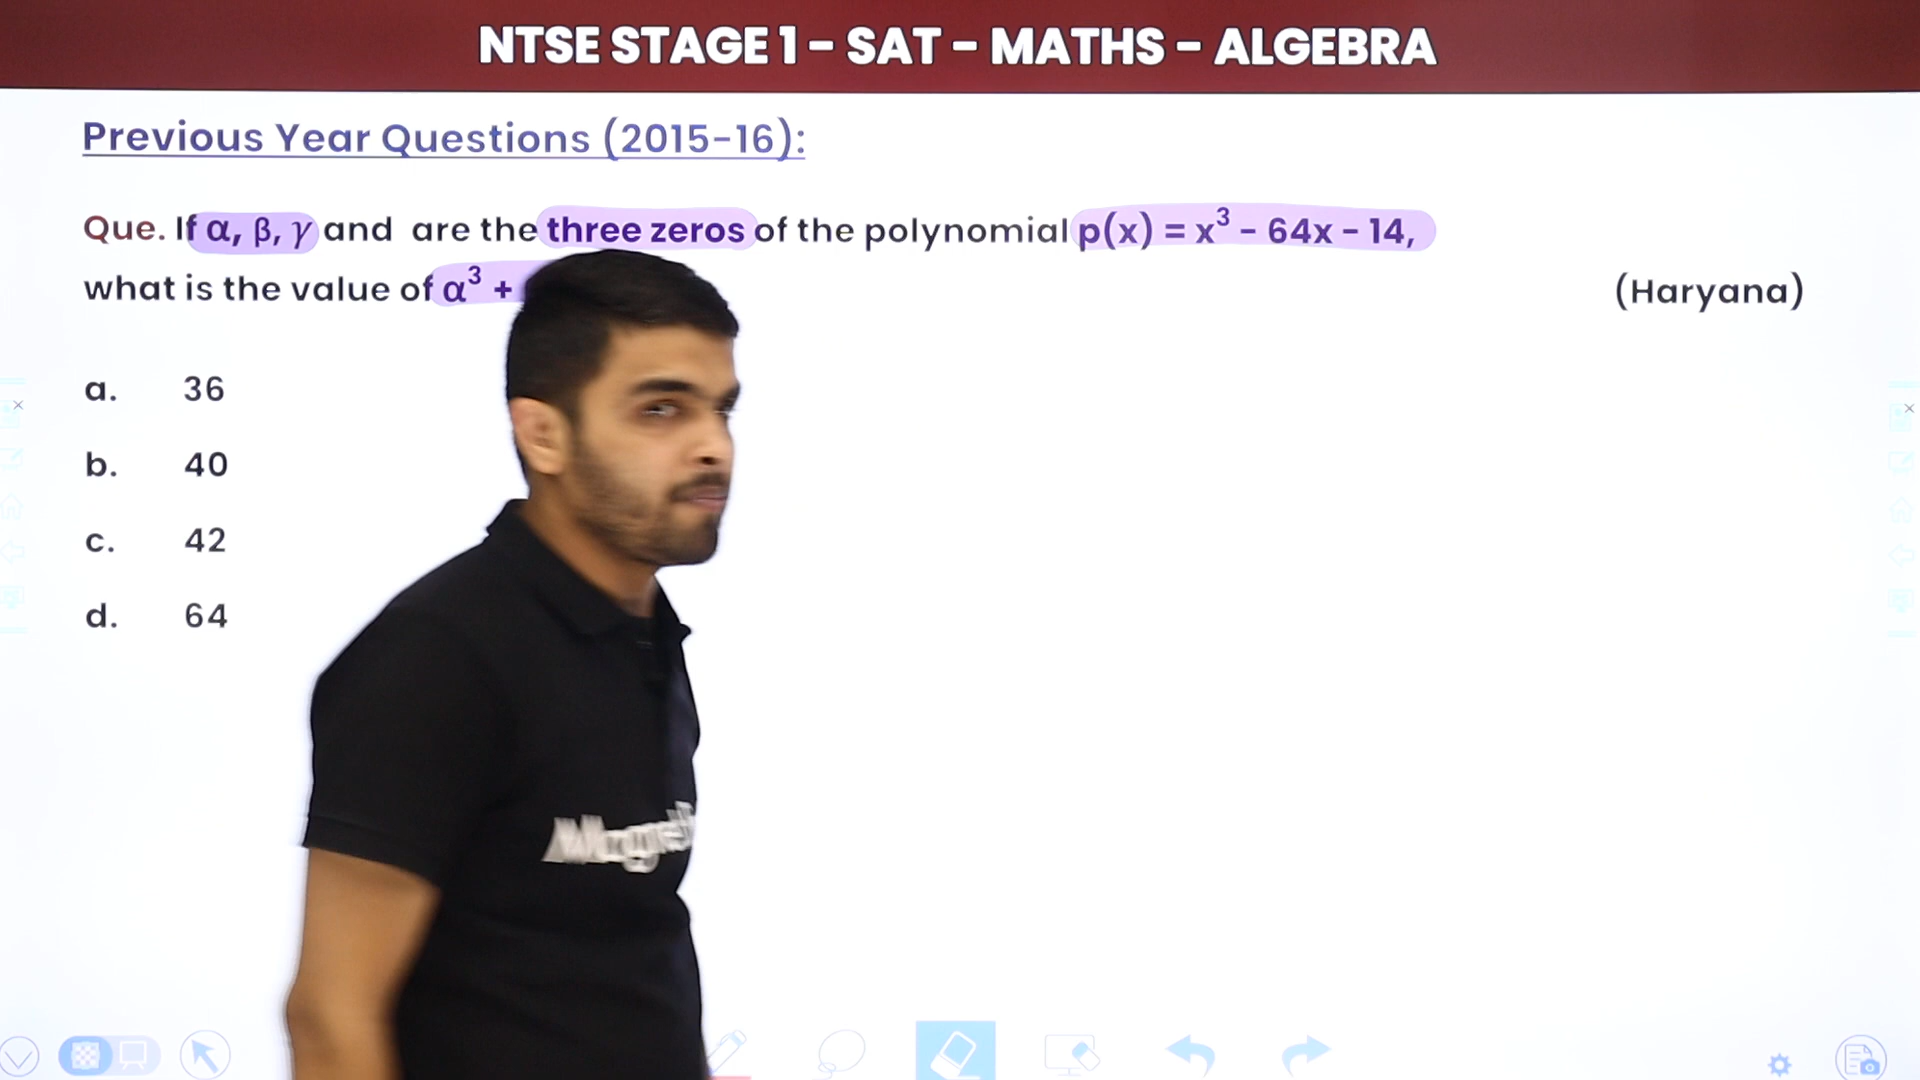 NTSE STAGE 1 - SAT - MATHS - ALGEBRA
Previous Year Questions (2015-16):
Que. If α, β, γ and are the three zeros of the polynomial p(x) = x³ - 64x - 14,
what is the value of α³ +
(Haryana)
a. 36
b. 40
c. 42
d. 64